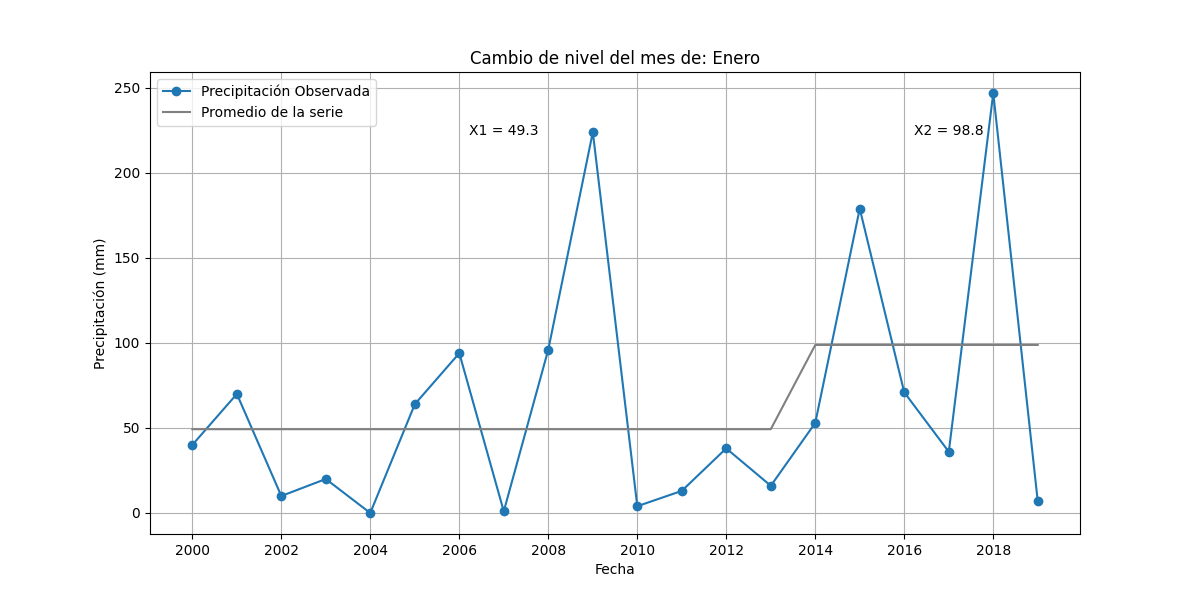 Cambio de nivel del mes de: Enero
Precipitación Observada
Promedio de la serie
X1 = 49.3
X2 = 98.8
250
200
150
100
50
0
Precipitación (mm)
2000 2002 2004 2006 2008 2010 2012 2014 2016 2018
Fecha